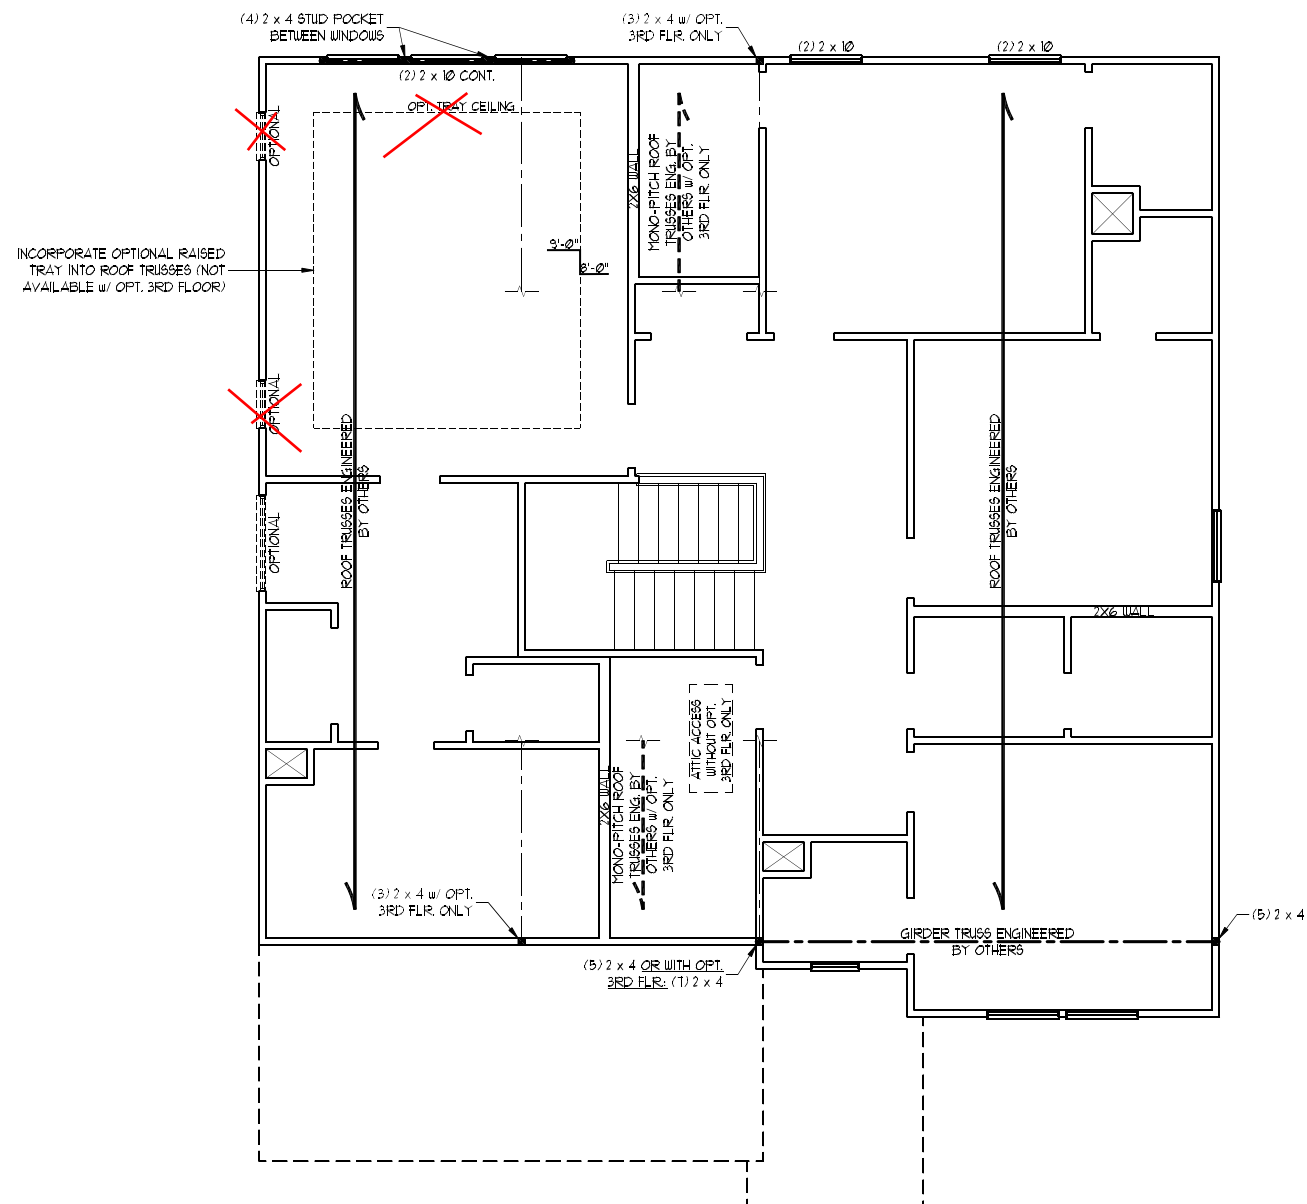 (4) 2 x 4 STUD POCKET
BETWEEN WINDOWS
(3) 2 x 4 w/ OPT.
3RD FLR. ONLY
(2) 2 x 10
(2) 2 x 10
(2) 2 x 10 CONT.
OPT. TRAY CEILING
OPTIONAL
2X6 WALL
MONO-PITCH ROOF
TRUSSES ENG. BY
OTHERS w/ OPT.
3RD FLR. ONLY
9'-0"
8'-0"
INCORPORATE OPTIONAL RAISED
TRAY INTO ROOF TRUSSES (NOT
AVAILABLE w/ OPT. 3RD FLOOR)
OPTIONAL
ROOF TRUSSES ENGINEERED
BY OTHERS
ROOF TRUSSES ENGINEERED
BY OTHERS
OPTIONAL
2X6 WALL
ATTIC ACCESS
WITHOUT OPT.
3RD FLR. ONLY
2X6 WALL
MONO-PITCH ROOF
TRUSSES ENG. BY
OTHERS w/ OPT.
3RD FLR ONLY
(3) 2 x 4 w/ OPT.
3RD FLR. ONLY
(5) 2 x 4
GIRDER TRUSS ENGINEERED
BY OTHERS
(5) 2 x 4 OR WITH OPT.
3RD FLR.: (7) 2 x 4